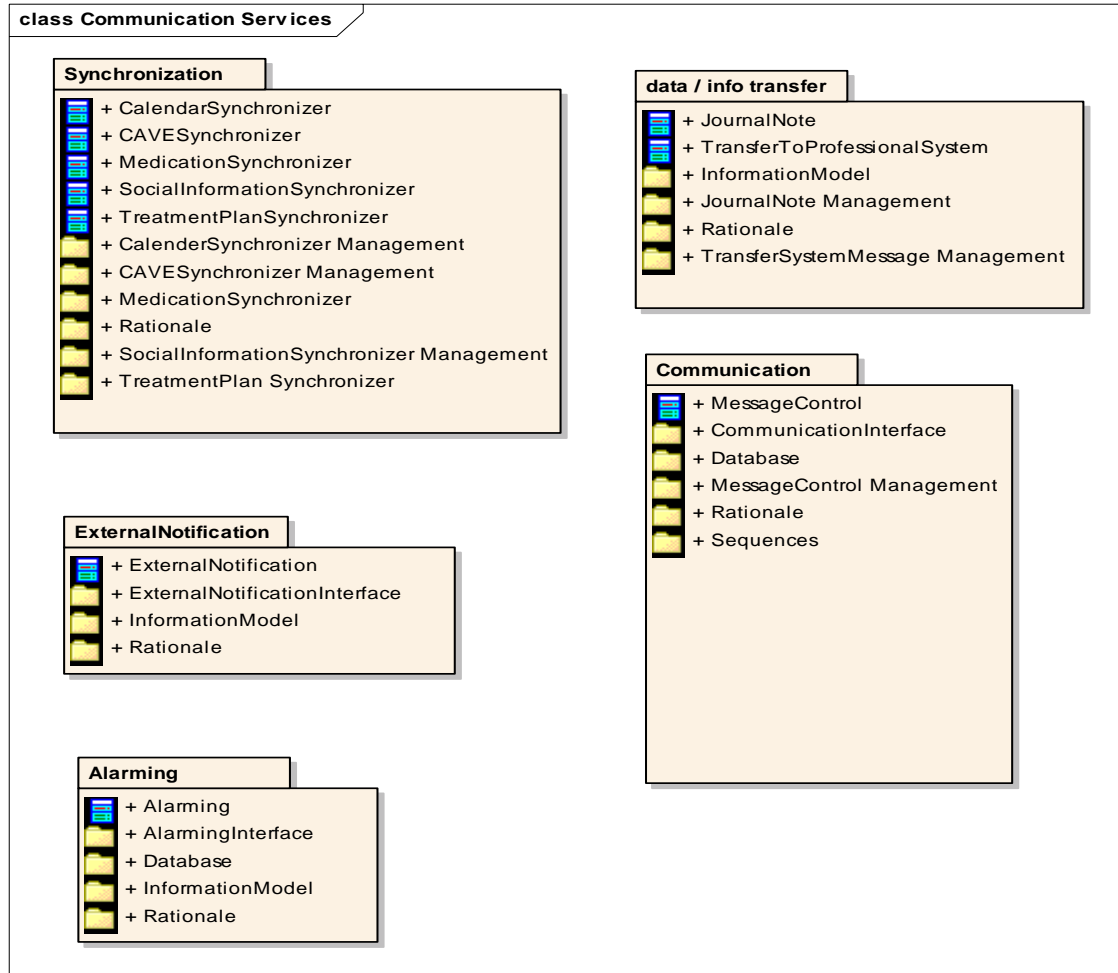 class Communication Services
Synchronization
+ CalendarSynchronizer
+ CAVESynchronizer
+ MedicationSynchronizer
+ SocialInformationSynchronizer
+ TreatmentPlanSynchronizer
+ CalenderSynchronizer Management
+ CAVESynchronizer Management
+ MedicationSynchronizer
+ Rationale
+ SocialInformationSynchronizer Management
+ TreatmentPlan Synchronizer
data / info transfer
+ JournalNote
+ TransferToProfessionalSystem
+ InformationModel
+ JournalNote Management
+ Rationale
+ TransferSystemMessage Management
Communication
+ MessageControl
+ CommunicationInterface
+ Database
+ MessageControl Management
+ Rationale
+ Sequences
ExternalNotification
+ ExternalNotification
+ ExternalNotificationInterface
+ InformationModel
+ Rationale
Alarming
+ Alarming
+ AlarmingInterface
+ Database
+ InformationModel
+ Rationale